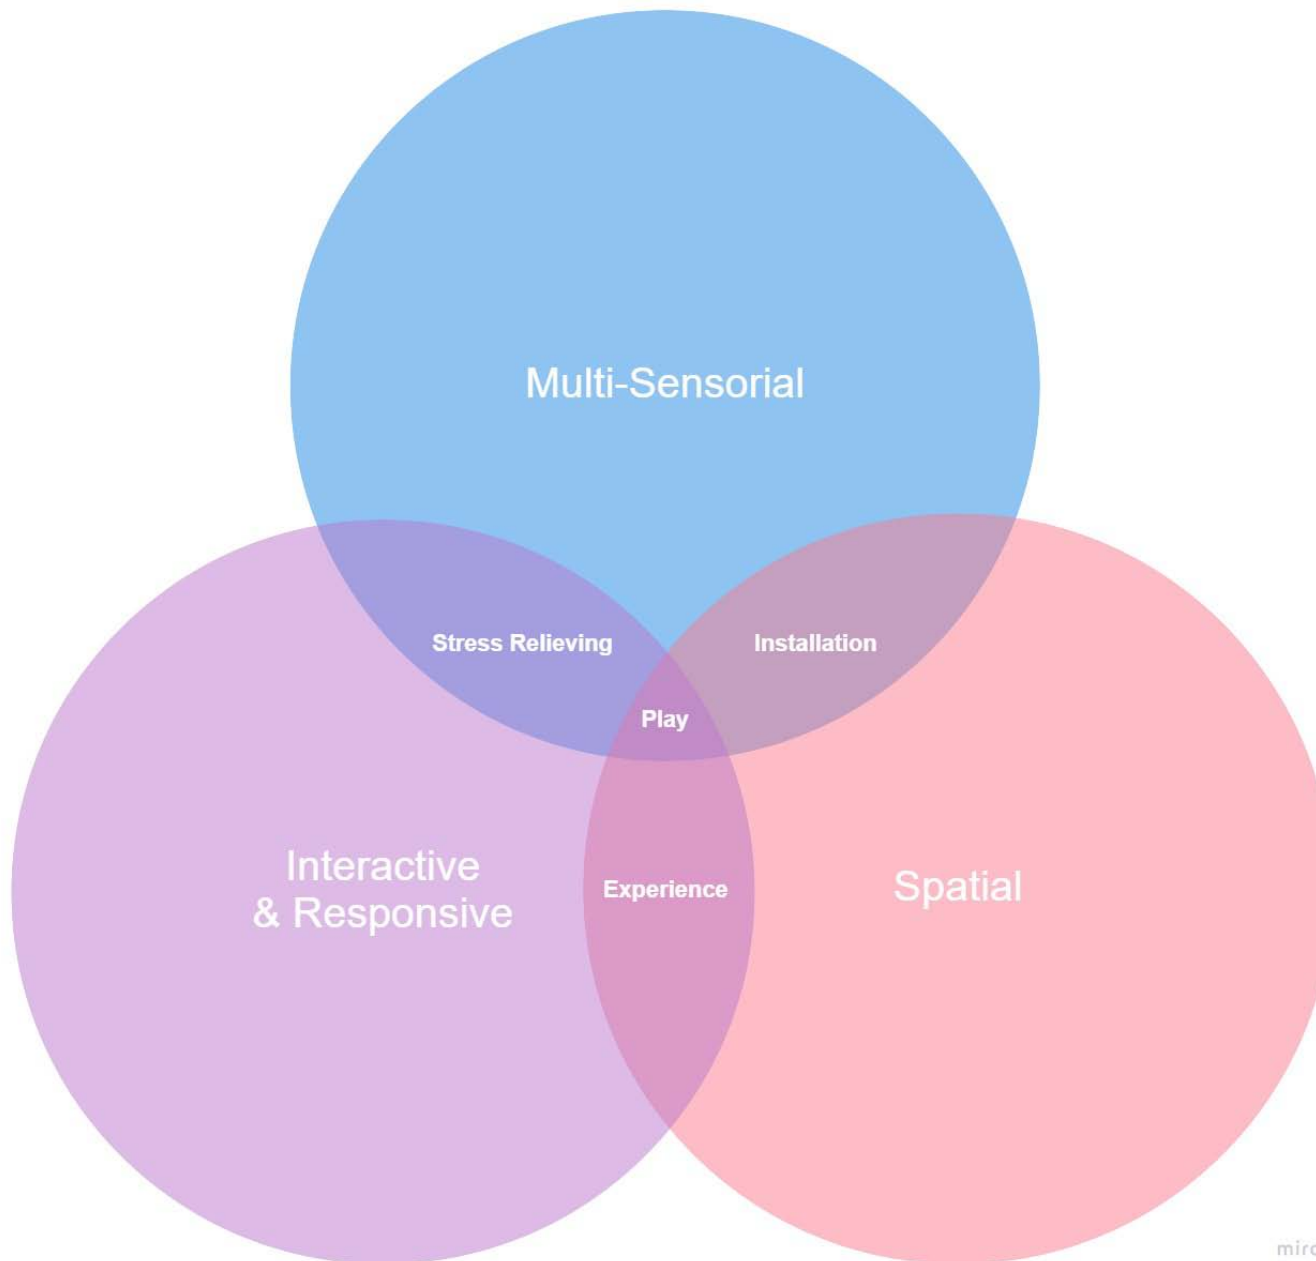 Multi-Sensorial
Stress Relieving
Installation
Play
Interactive
& Responsive
Experience
Spatial